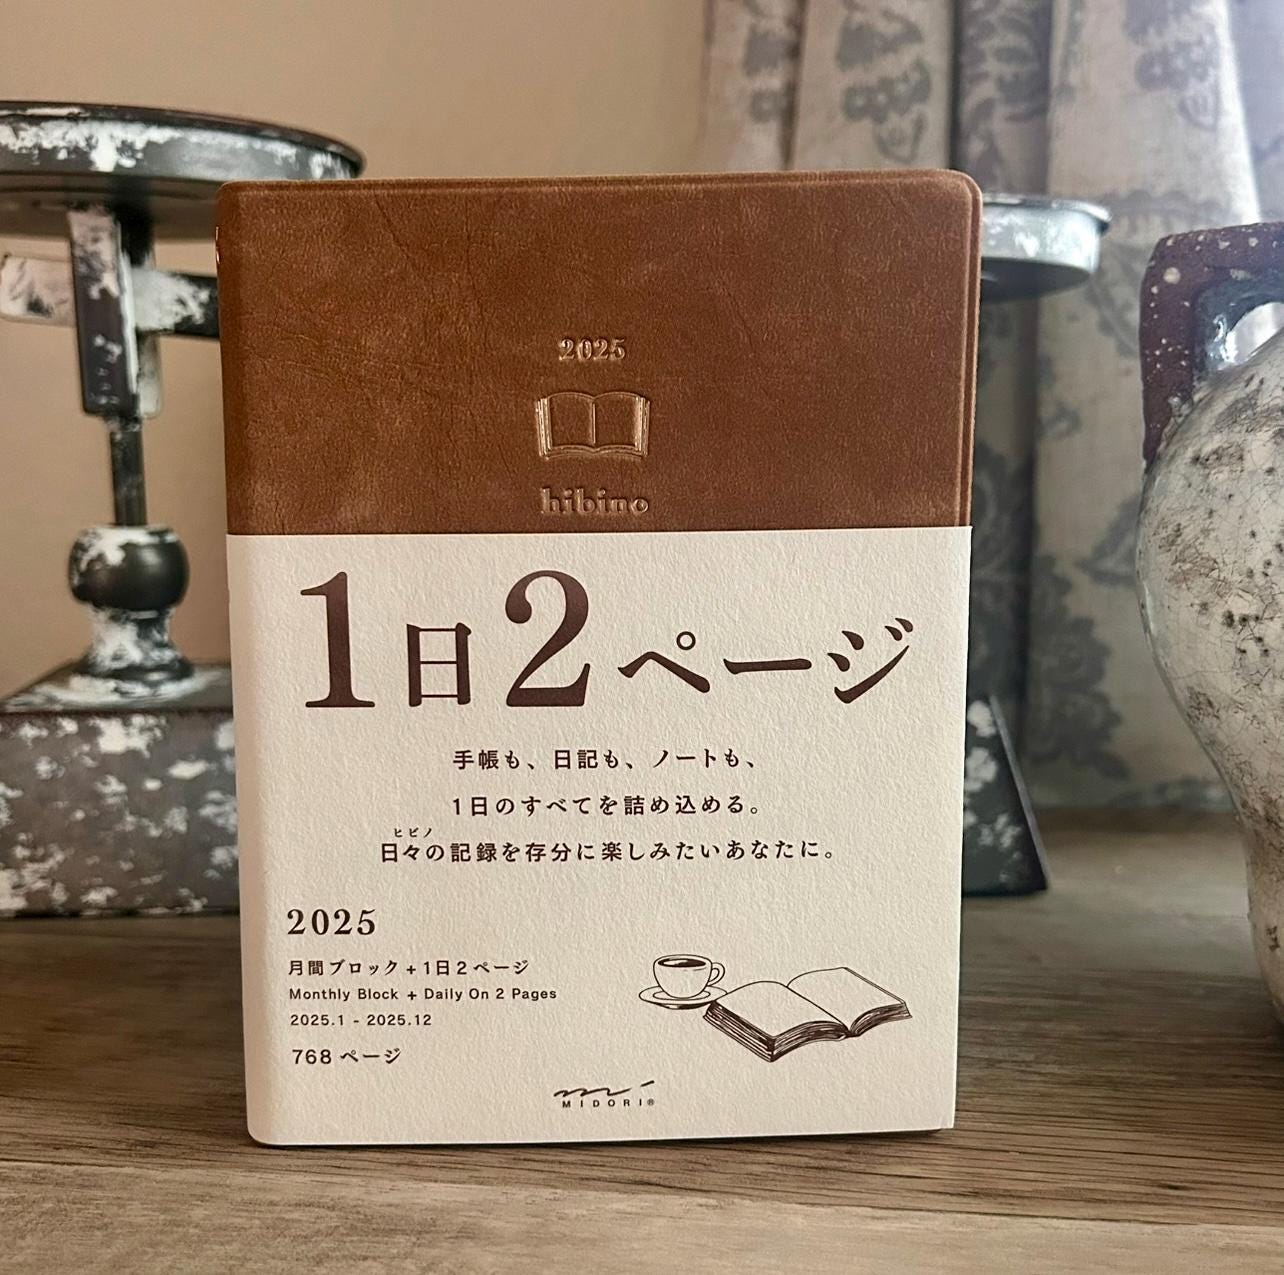 2025
hibino
1日2ページ
手帳も、日記も、ノートも、
1日のすべてを詰め込める。
ヒビノ
日々の記録を存分に楽しみたいあなたに。
2025
月間ブロック+1日2ページ
Monthly Block + Daily On 2 Pages
2025.1 - 2025.12
768 ページ
MIDORI®